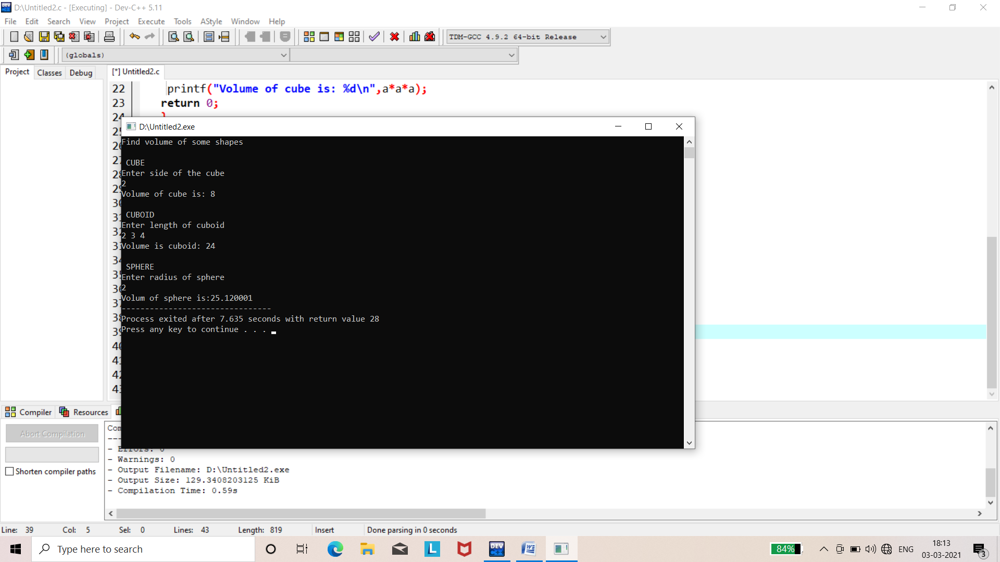 D:\Untitled2.c - [Executing] - Dev-C++ 5.11
File Edit Search View Project Execute Tools AStyle Window Help
TDM-GCC 4.9.2 64-bit Release
(globals)
Project Classes Debug [*] Untitled2.c
22 printf("Volume of cube is: %d\n",a*a*a);
23 return 0;
24 }
D:\Untitled2.exe
Find volume of some shapes
CUBE
Enter side of the cube
2
Volume of cube is: 8
CUBOID
Enter length of cuboid
2 3 4
Volume is cuboid: 24
SPHERE
Enter radius of sphere
2
Volum of sphere is:25.120001
--------------------------------
Process exited after 7.635 seconds with return value 28
Press any key to continue . . .
Compiler Resources
Abort Compilation
Shorten compiler paths
- Errors: 0
- Warnings: 0
- Output Filename: D:\Untitled2.exe
- Output Size: 129.3408203125 KiB
- Compilation Time: 0.59s
Line: 39 Col: 5 Sel: 0 Lines: 43 Length: 819 Insert Done parsing in 0 seconds
Type here to search
DEV C++
L
W
84%
ENG
18:13
03-03-2021
3